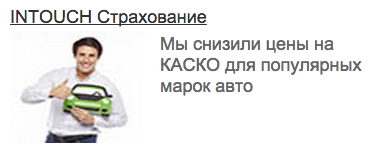 INTOUCH Страхование
Мы снизили цены на
КАСКО для популярных
марок авто